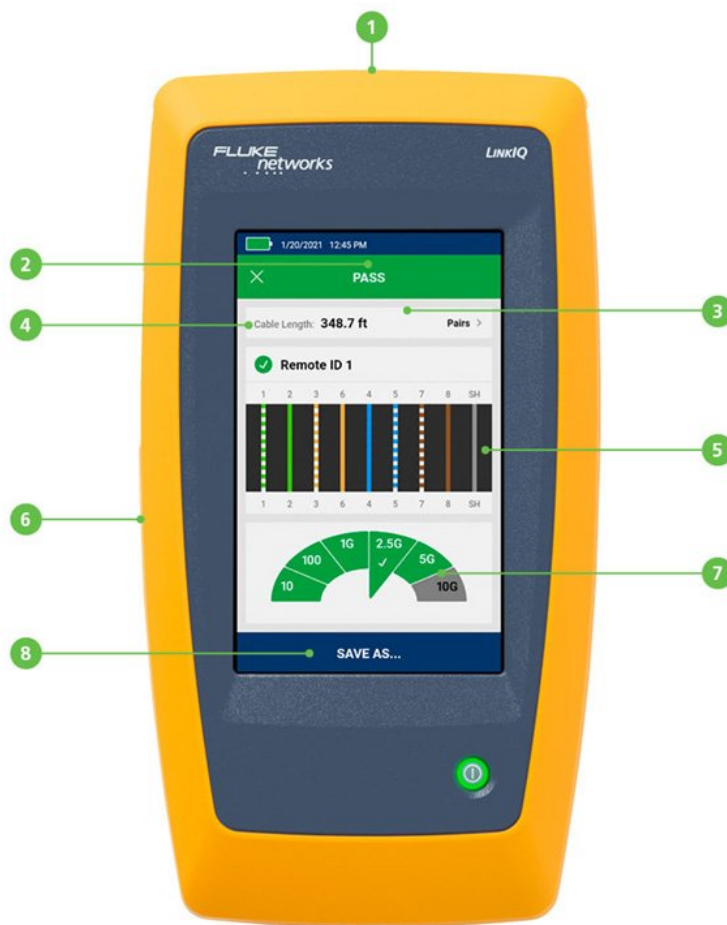 1
FLUKE
networks
LINKIQ
1/20/2021 12:45 PM
2
PASS
3
4
Cable Length: 348.7 ft Pairs >
Remote ID 1
1 2 3 6 4 5 7 8 SH
5
1 2 3 6 4 5 7 8 SH
6
10 100 1G 2.5G 5G 10G
7
8
SAVE AS...